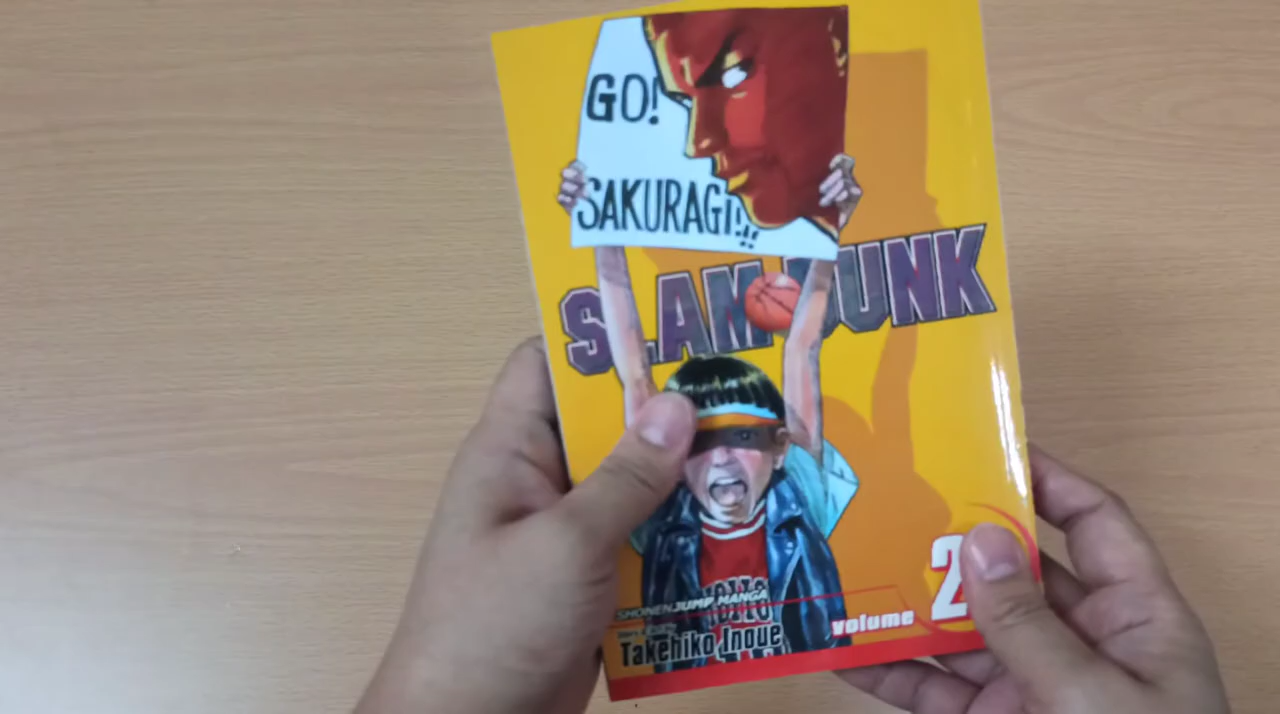 GO!
SAKURAGI!!!
SLAM DUNK
SHONEN JUMP MANGA
Takehiko Inoue
Volume 2